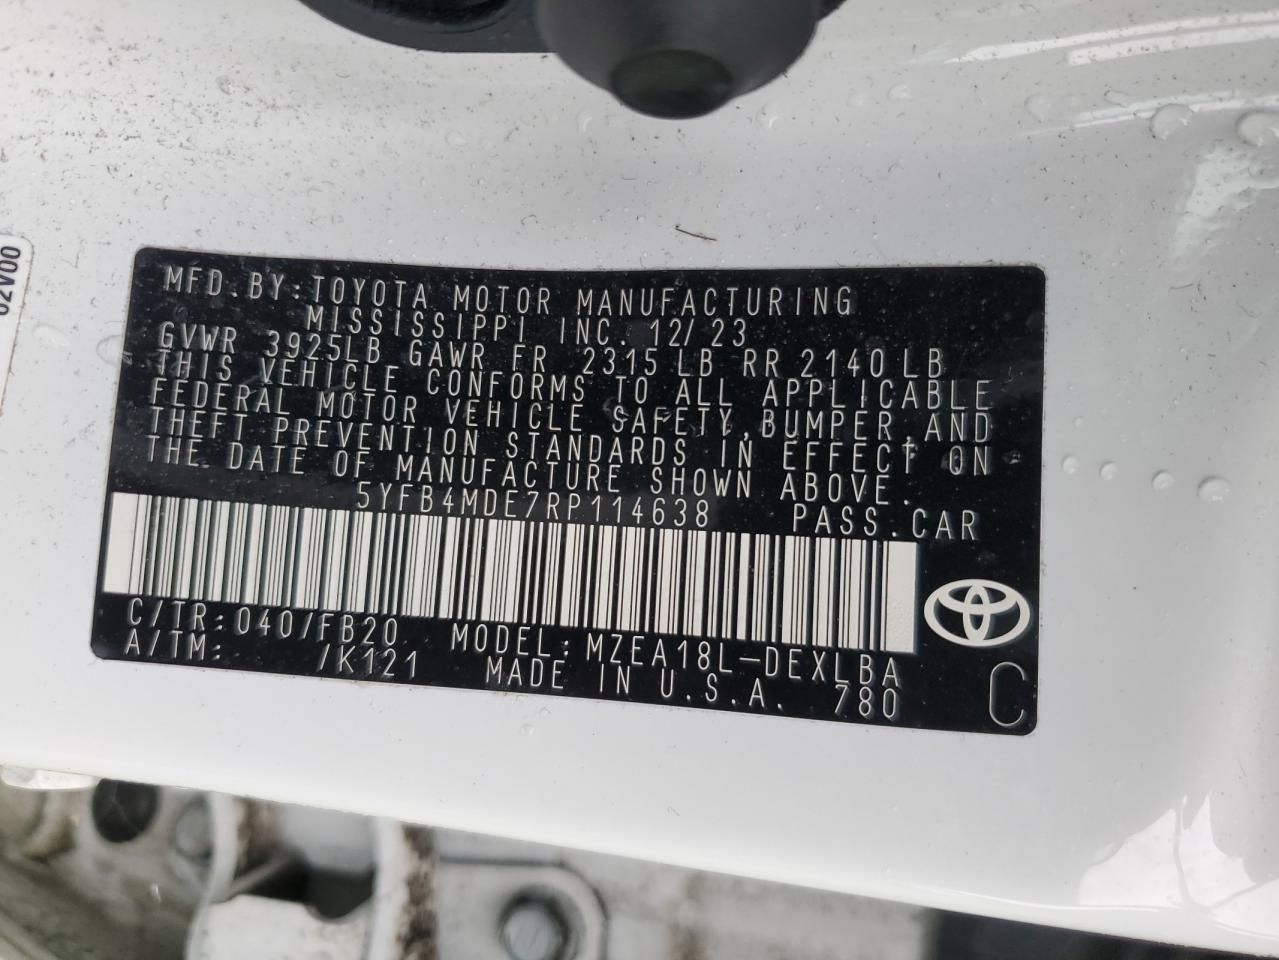 02V00
MFD.BY:TOYOTA MOTOR MANUFACTURING
MISSISSIPPI INC. 12/23
GVWR 3925LB GAWR FR 2315 LB RR 2140 LB
THIS VEHICLE CONFORMS TO ALL APPLICABLE
FEDERAL MOTOR VEHICLE SAFETY,BUMPER,AND
THEFT PREVENTION STANDARDS IN EFFECT ON
THE DATE OF MANUFACTURE SHOWN ABOVE.
5YFB4MDE7RP114638 PASS.CAR
C/TR:040/FB20 MODEL:MZEA18L-DEXLBA
A/TM: /K121 MADE IN U.S.A. 780
C